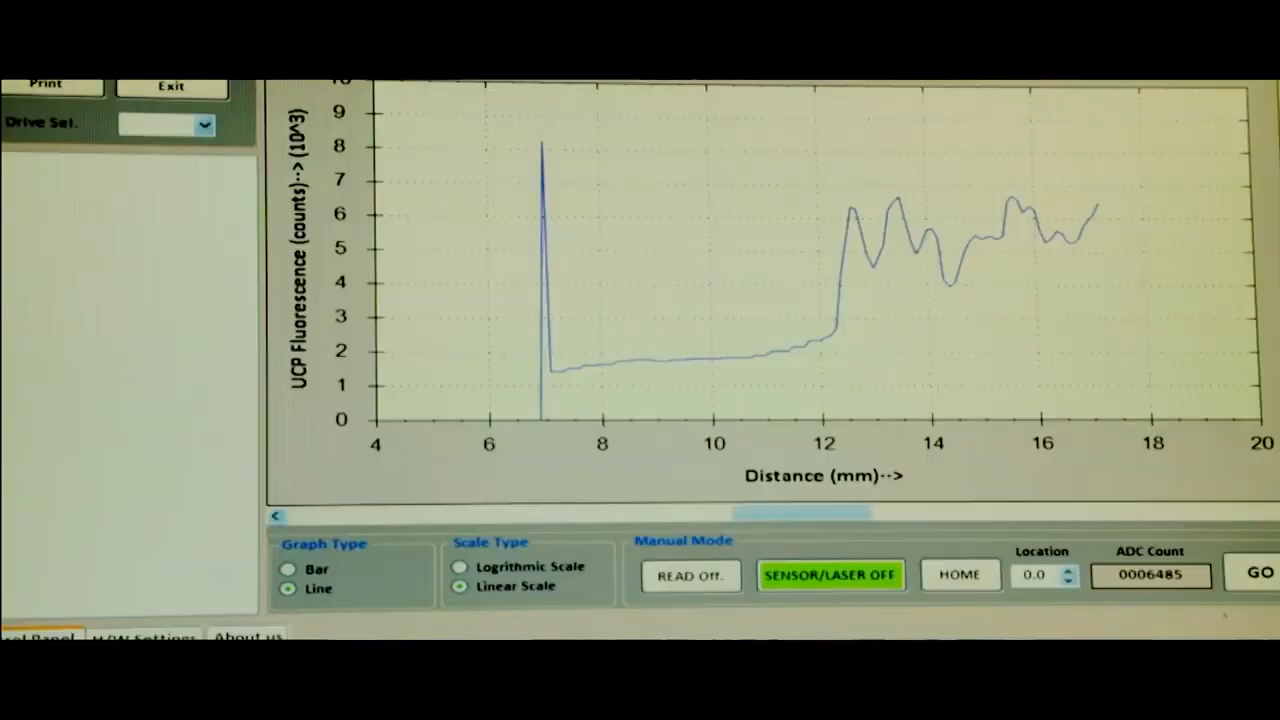 Print
Exit
Drive Sel.
UCP Fluorescence (counts)--> (10^3)
10
9
8
7
6
5
4
3
2
1
0
4 6 8 10 12 14 16 18 20
Distance (mm)-->
<
Graph Type
Bar
Line
Scale Type
Logrithmic Scale
Linear Scale
Manual Mode
READ Off.
SENSOR/LASER OFF
HOME
Location
0.0
ADC Count
0006485
GO
Panel
H/W Settings
About us